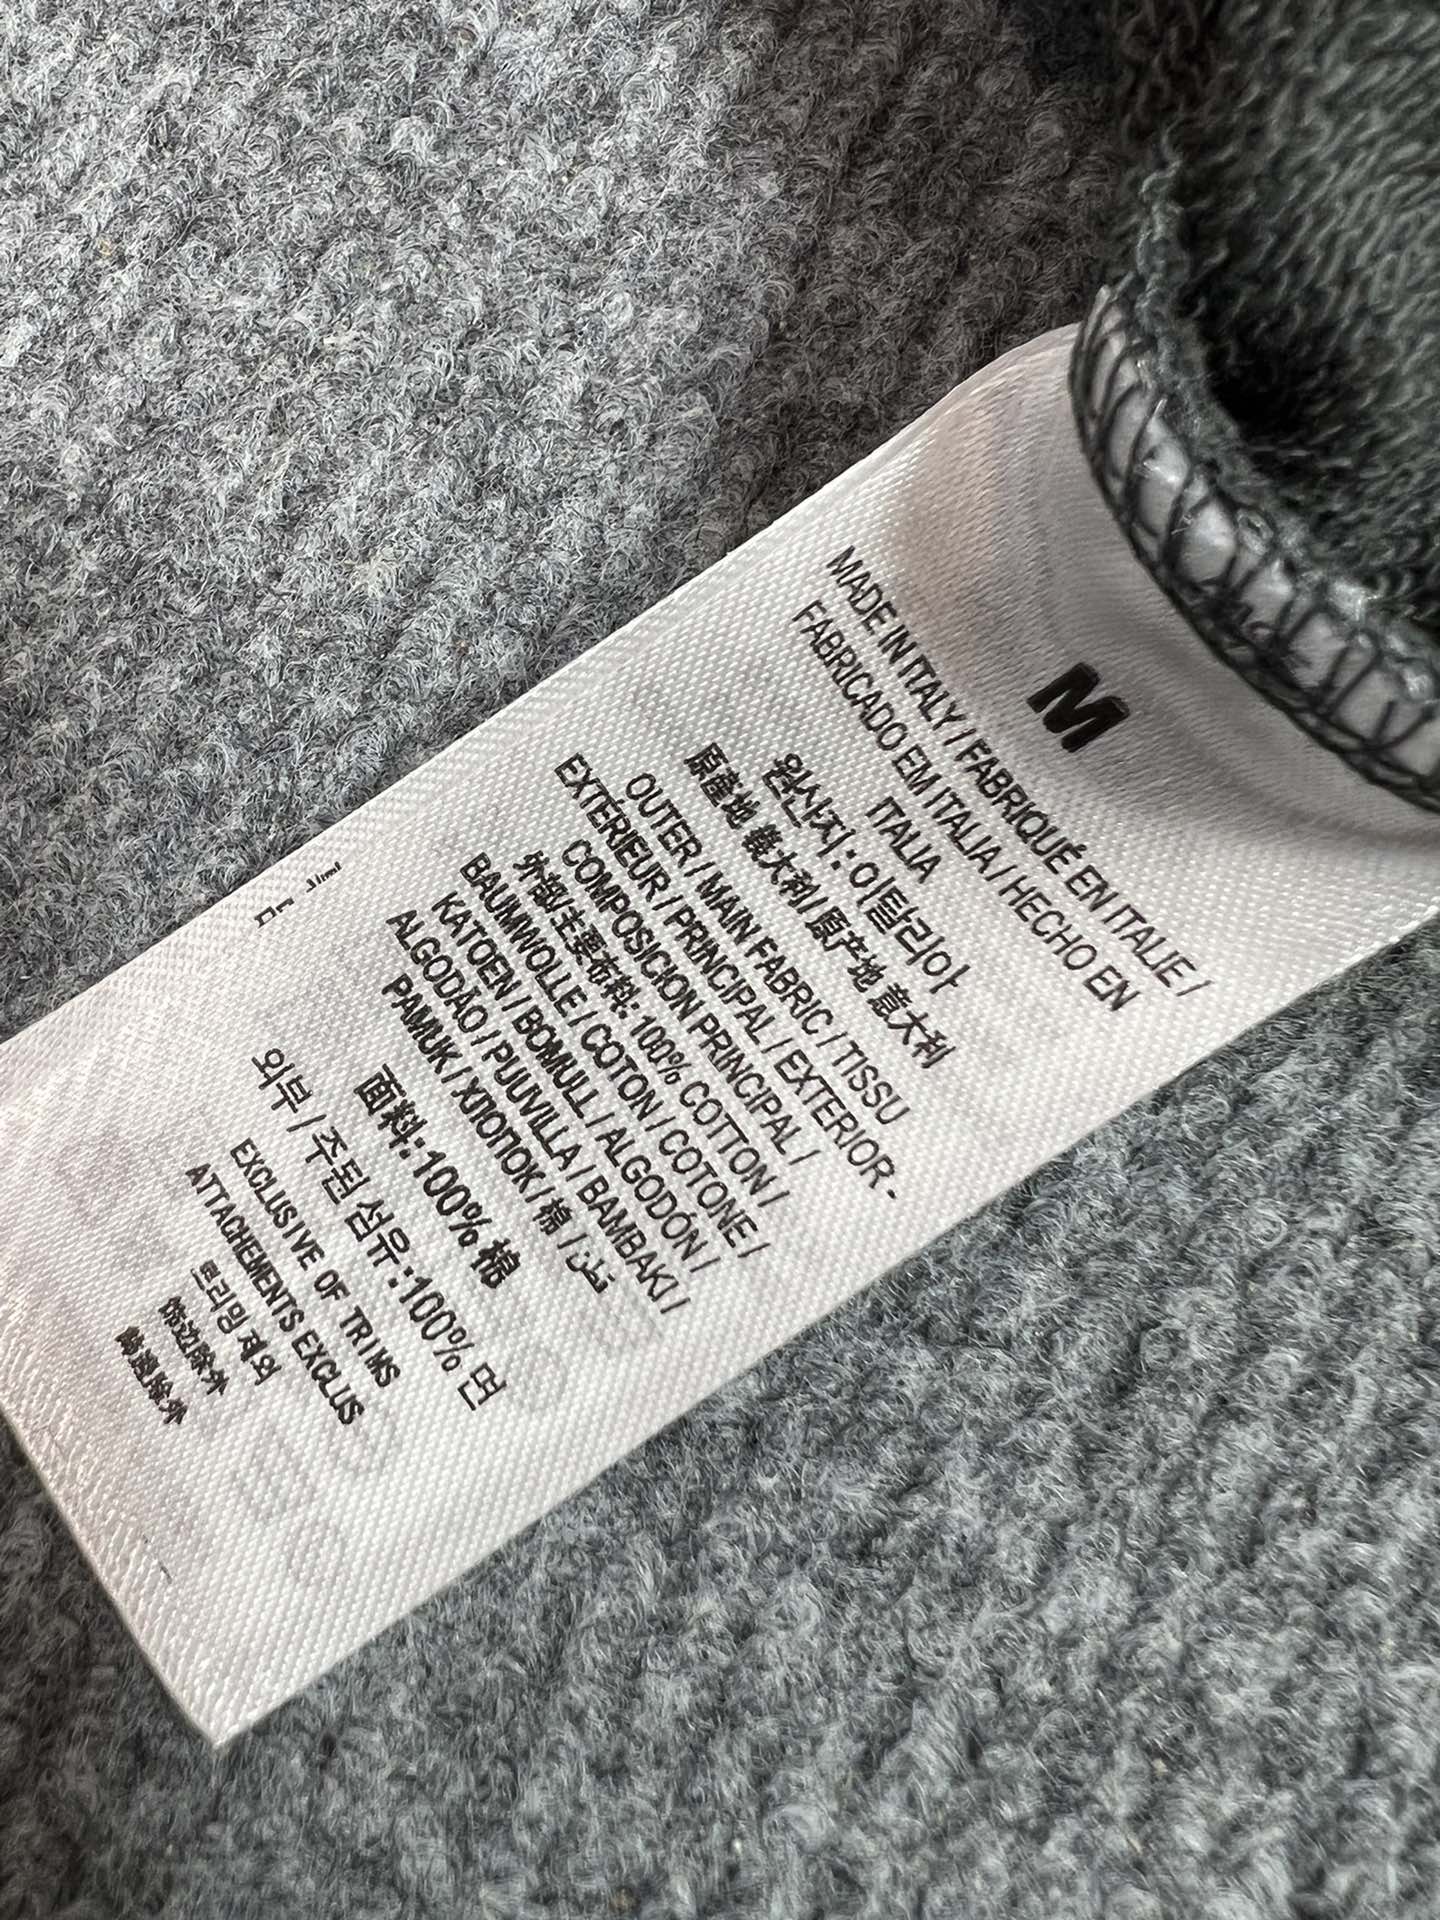 M
MADE IN ITALY / FABRIQUÉ EN ITALIE /
FABRICADO EM ITALIA / HECHO EN
ITALIA
원산지 : 이탈리아
原產地 義大利 / 原产地 意大利
OUTER / MAIN FABRIC / TISSU
EXTÉRIEUR / PRINCIPAL / EXTERIOR -
COMPOSICION PRINCIPAL /
外部/主要布料: 100% COTTON /
BAUMWOLLE / COTON / COTONE /
KATOEN / BOMULL / ALGODÓN /
ALGODÃO / PUUVILLA / BAMBAKI /
PAMUK / ХЛОПОК / 棉 /
面料:100% 棉
외부 / 주된 섬유 : 100% 면
EXCLUSIVE OF TRIMS
ATTACHEMENTS EXCLUS
트리밍 제외
饰边除外
飾邊除外